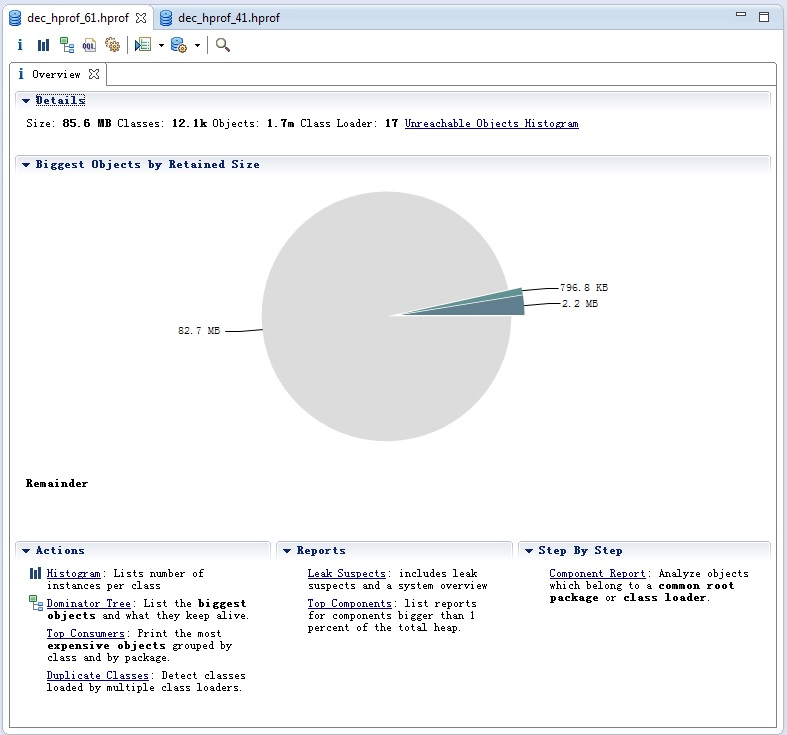 dec_hprof_61.hprof dec_hprof_41.hprof
i OQL
i Overview
Details
Size: 85.6 MB Classes: 12.1k Objects: 1.7m Class Loader: 17 Unreachable Objects Histogram
Biggest Objects by Retained Size
796.8 KB
2.2 MB
82.7 MB
Remainder
Actions
Histogram: Lists number of
instances per class
Dominator Tree: List the biggest
objects and what they keep alive.
Top Consumers: Print the most
expensive objects grouped by
class and by package.
Duplicate Classes: Detect classes
loaded by multiple class loaders.
Reports
Leak Suspects: includes leak
suspects and a system overview
Top Components: list reports
for components bigger than 1
percent of the total heap.
Step By Step
Component Report: Analyze objects
which belong to a common root
package or class loader.